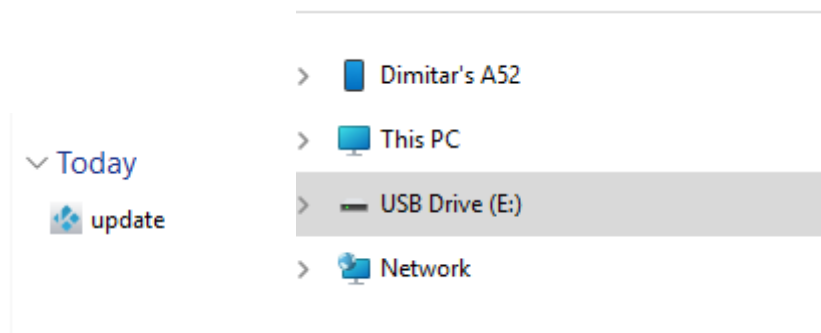 Today
update
Dimitar's A52
This PC
USB Drive (E:)
Network